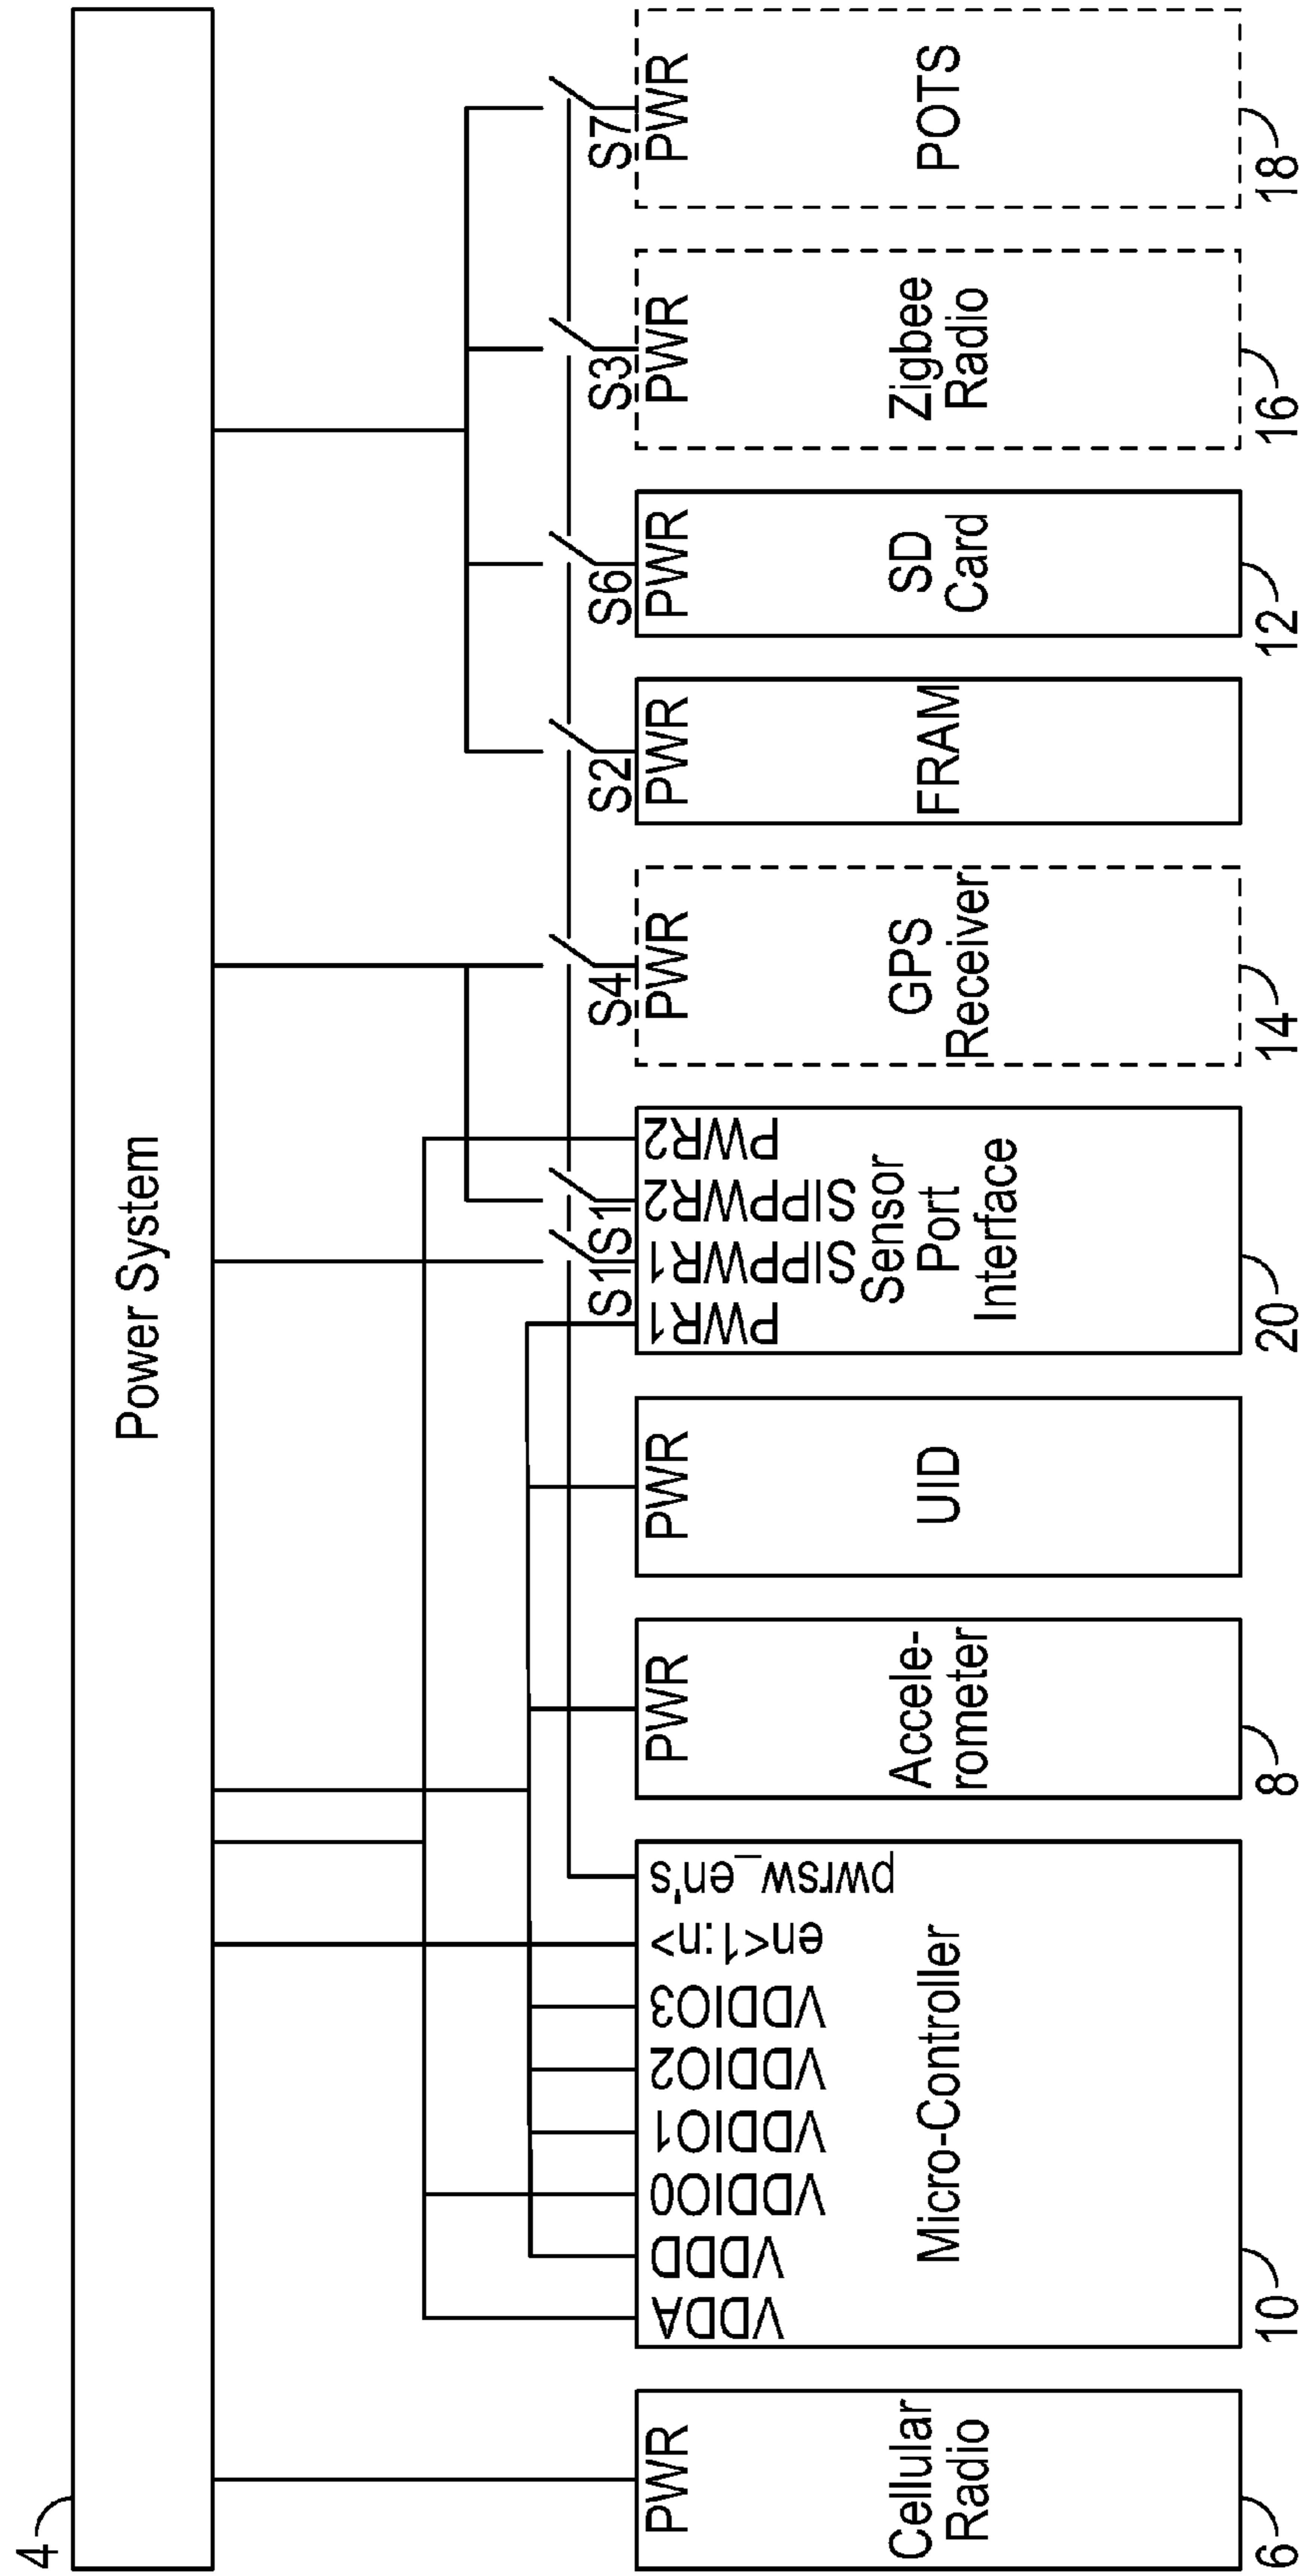 4
Power System
PWR
Cellular
Radio
6
VDDA
VDDD
VDDIO0
VDDIO1
VDDIO2
VDDIO3
en<1:n>
pwrsw_en's
Micro-Controller
10
PWR
Accele-
rometer
8
PWR
UID
S1
S1
PWR1
SIPPWR1
SIPPWR2
PWR2
Sensor
Port
Interface
20
S4
PWR
GPS
Receiver
14
S2
PWR
FRAM
S6
PWR
SD
Card
12
S3
PWR
Zigbee
Radio
16
S7
PWR
POTS
18